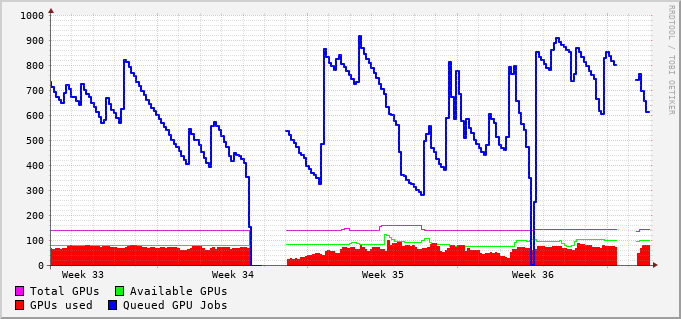 1000
900
800
700
600
500
400
300
200
100
0
Week 33 Week 34 Week 35 Week 36
RRDTOOL / TOBI OETIKER
Total GPUs Available GPUs
GPUs used Queued GPU Jobs